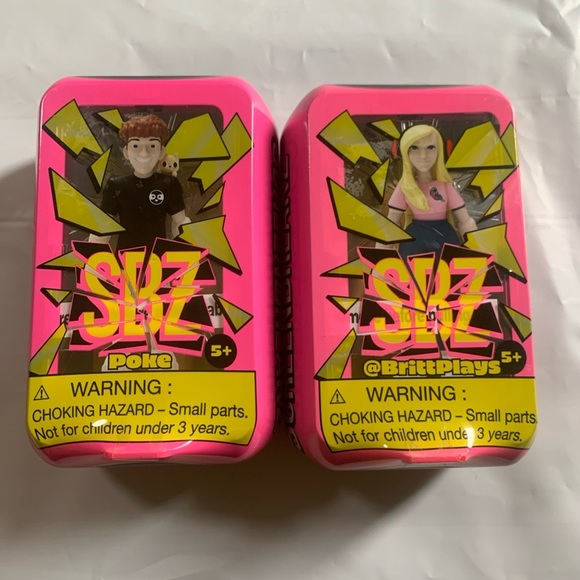 SBZ
Poke
5+
⚠ WARNING :
CHOKING HAZARD – Small parts.
Not for children under 3 years.
SBZ
@BrittPlays
5+
⚠ WARNING :
CHOKING HAZARD – Small parts.
Not for children under 3 years.